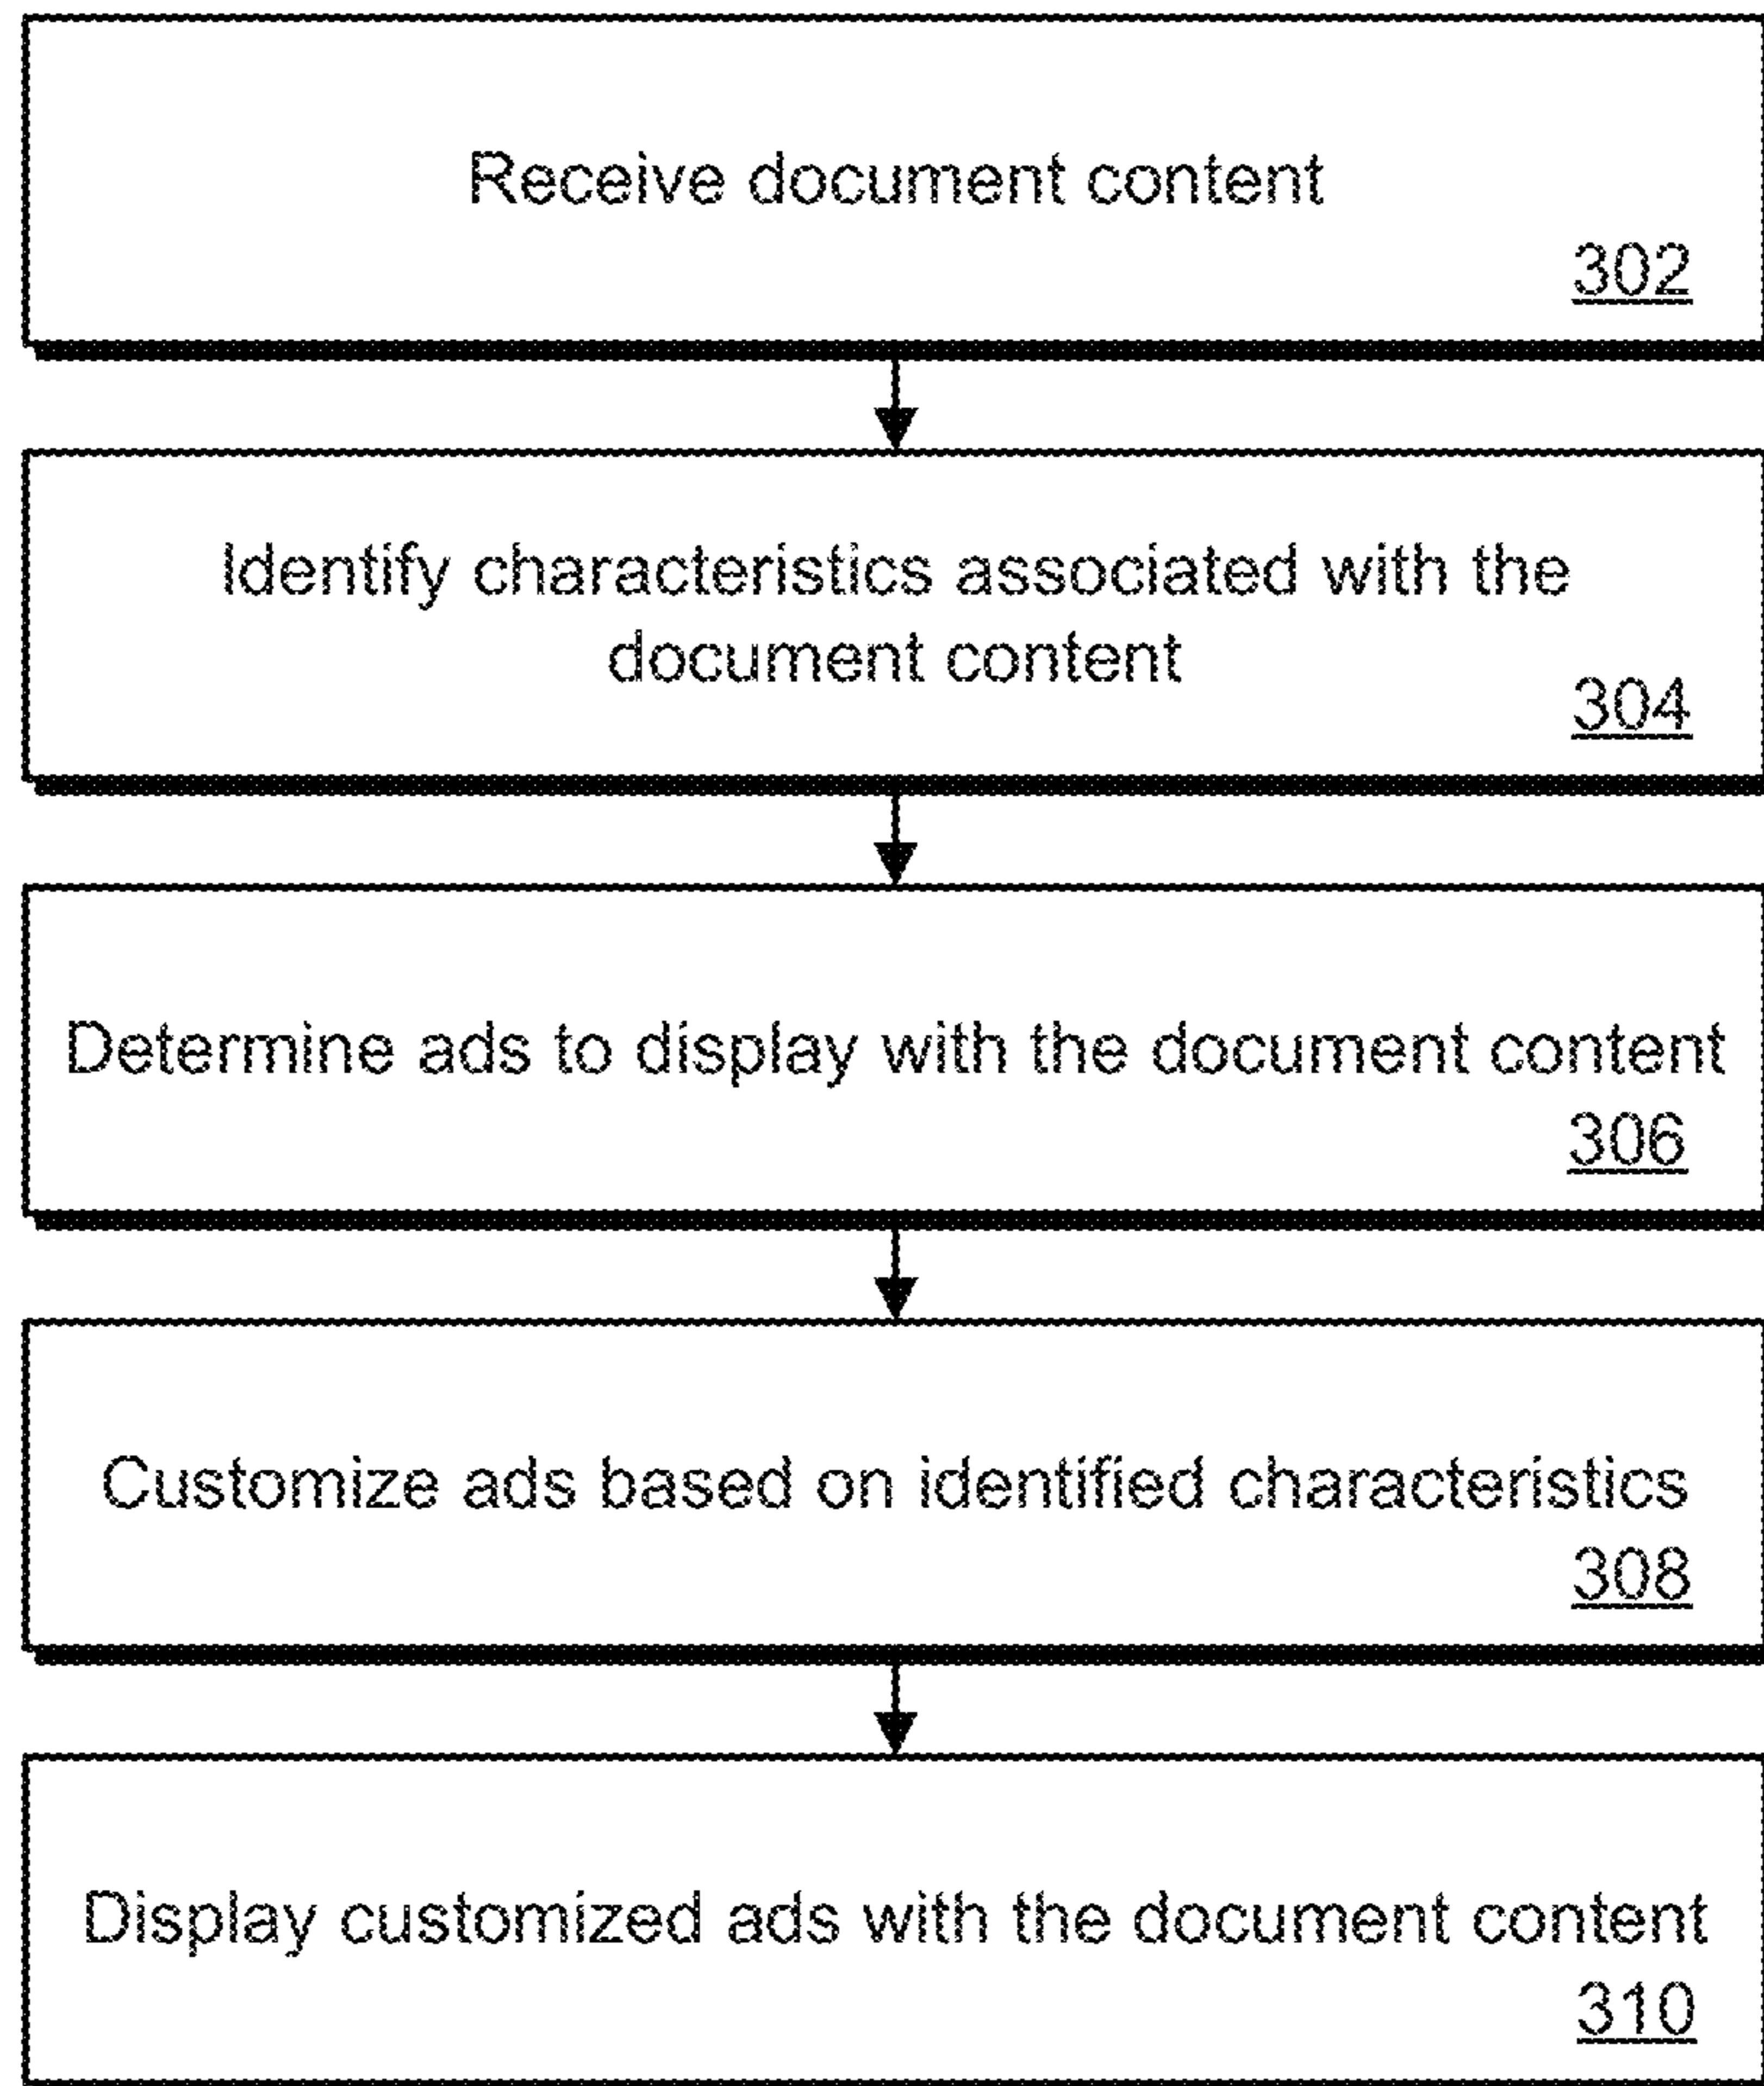 Receive document content
302
Identify characteristics associated with the
document content
304
Determine ads to display with the document content
306
Customize ads based on identified characteristics
308
Display customized ads with the document content
310